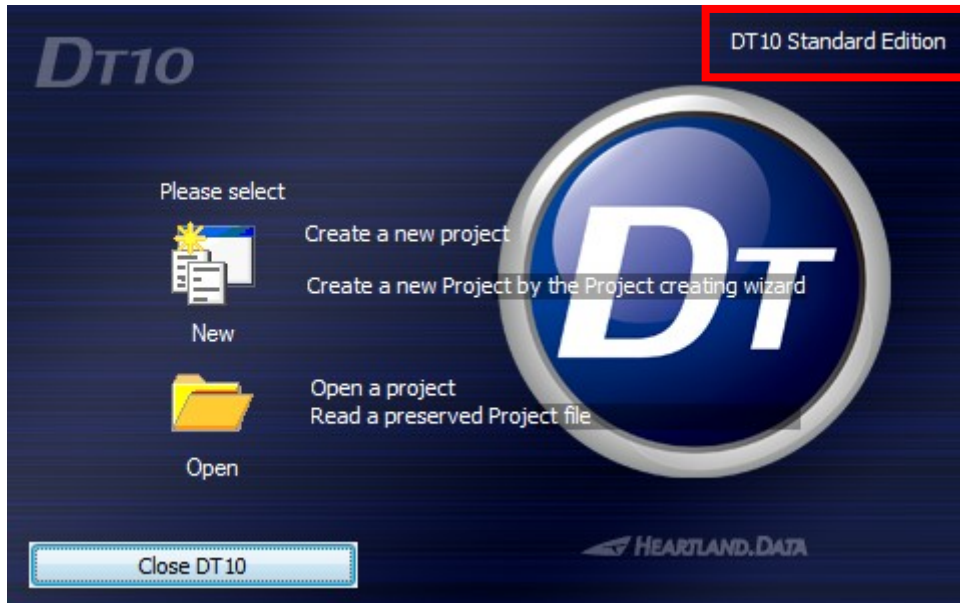 DT10
DT10 Standard Edition
Please select
Create a new project
Create a new Project by the Project creating wizard
New
DT
Open a project
Read a preserved Project file
Open
HEARTLAND.DATA
Close DT10